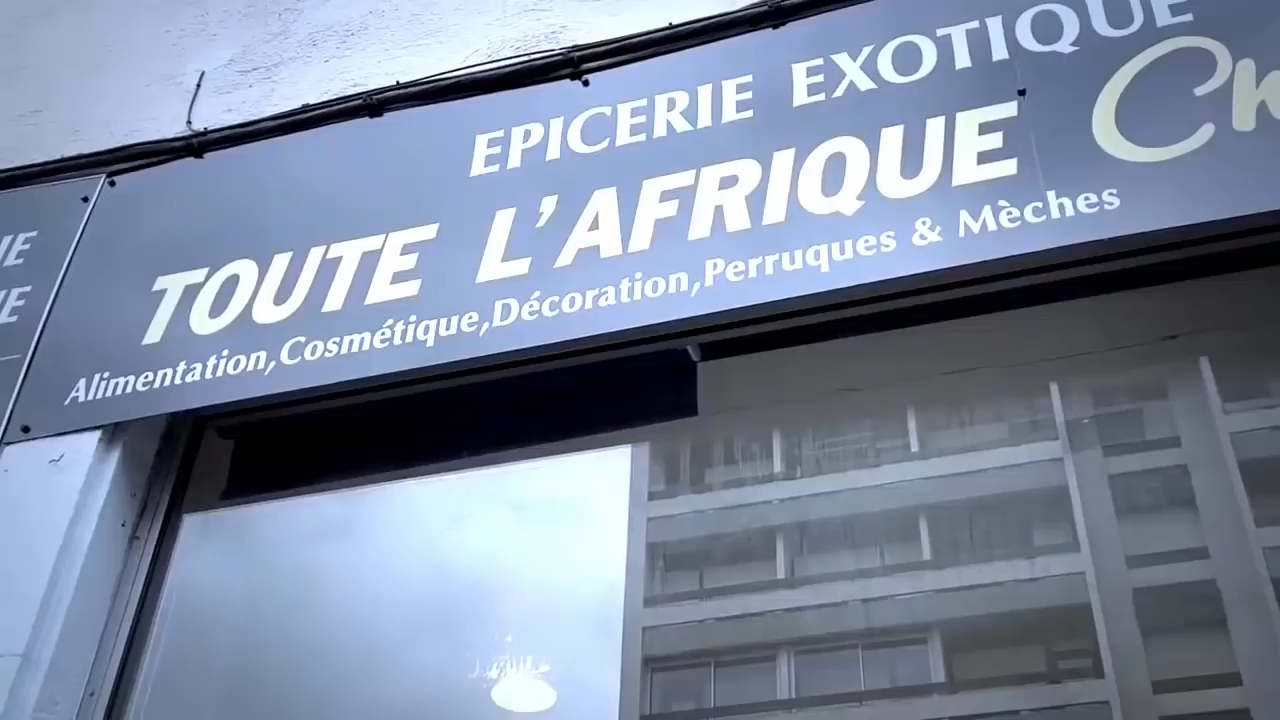 EPICERIE EXOTIQUE
TOUTE L'AFRIQUE
Alimentation,Cosmétique,Décoration,Perruques & Mèches